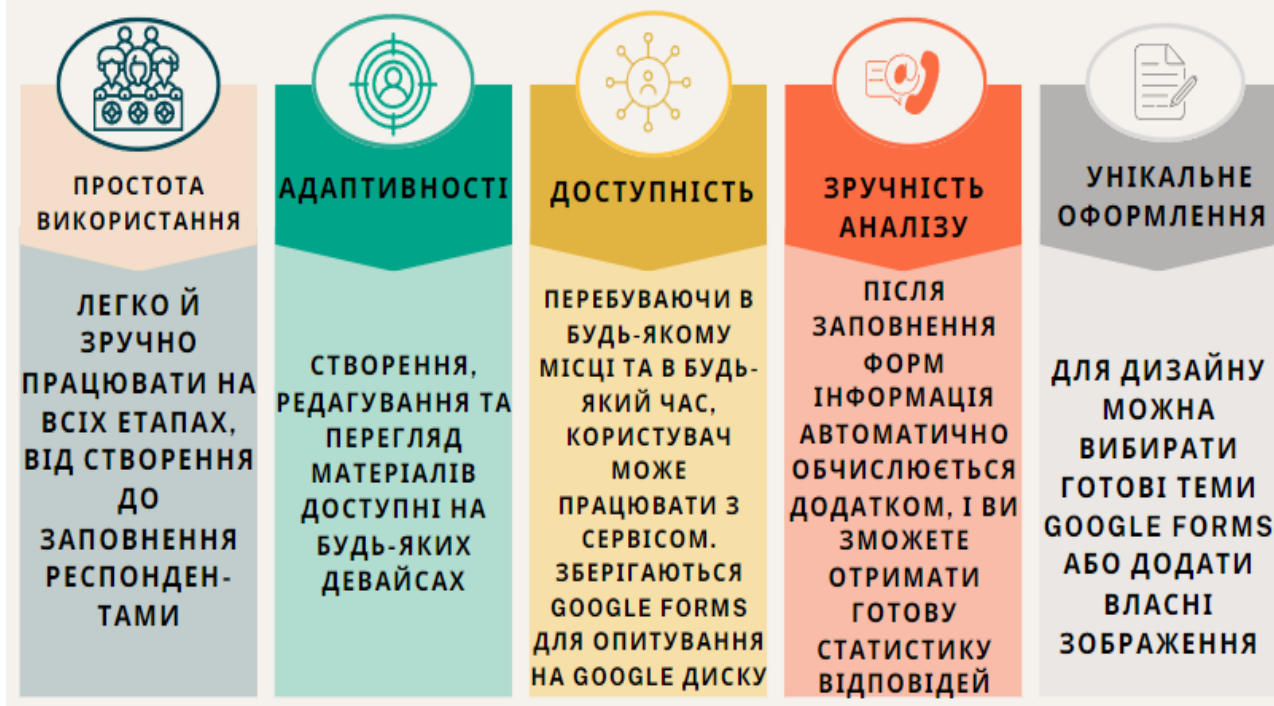 ПРОСТОТА
ВИКОРИСТАННЯ
ЛЕГКО Й
ЗРУЧНО
ПРАЦЮВАТИ НА
ВСІХ ЕТАПАХ,
ВІД СТВОРЕННЯ
ДО
ЗАПОВНЕННЯ
РЕСПОНДЕН-
ТАМИ
АДАПТИВНОСТІ
СТВОРЕННЯ,
РЕДАГУВАННЯ ТА
ПЕРЕГЛЯД
МАТЕРІАЛІВ
ДОСТУПНІ НА
БУДЬ-ЯКИХ
ДЕВАЙСАХ
ДОСТУПНІСТЬ
ПЕРЕБУВАЮЧИ В
БУДЬ-ЯКОМУ
МІСЦІ ТА В БУДЬ-
ЯКИЙ ЧАС,
КОРИСТУВАЧ
МОЖЕ
ПРАЦЮВАТИ З
СЕРВІСОМ.
ЗБЕРІГАЮТЬСЯ
GOOGLE FORMS
ДЛЯ ОПИТУВАННЯ
НА GOOGLE ДИСКУ
ЗРУЧНІСТЬ
АНАЛІЗУ
ПІСЛЯ
ЗАПОВНЕННЯ
ФОРМ
ІНФОРМАЦІЯ
АВТОМАТИЧНО
ОБЧИСЛЮЄТЬСЯ
ДОДАТКОМ, І ВИ
ЗМОЖЕТЕ
ОТРИМАТИ
ГОТОВУ
СТАТИСТИКУ
ВІДПОВІДЕЙ
УНІКАЛЬНЕ
ОФОРМЛЕННЯ
ДЛЯ ДИЗАЙНУ
МОЖНА
ВИБИРАТИ
ГОТОВІ ТЕМИ
GOOGLE FORMS
АБО ДОДАТИ
ВЛАСНІ
ЗОБРАЖЕННЯ